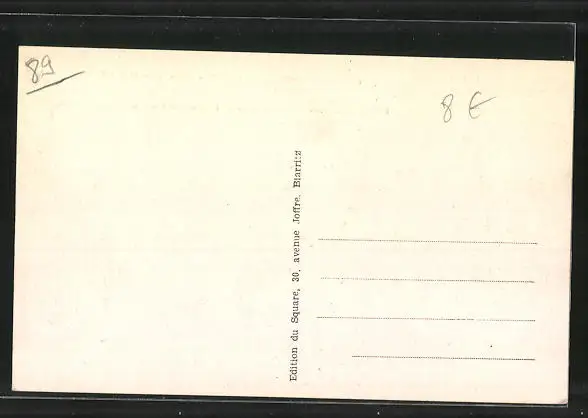 89
8 €
Edition du Square, 30, avenue Joffre, Biarritz